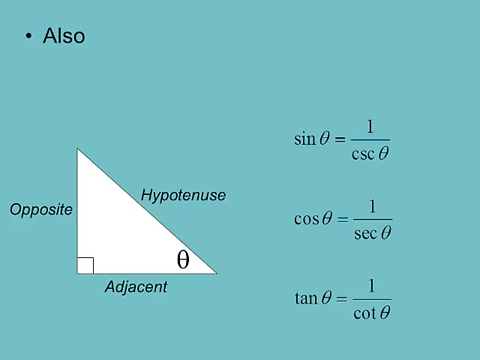 • Also
Opposite
Hypotenuse
θ
Adjacent
sin θ = 1/csc θ
cos θ = 1/sec θ
tan θ = 1/cot θ